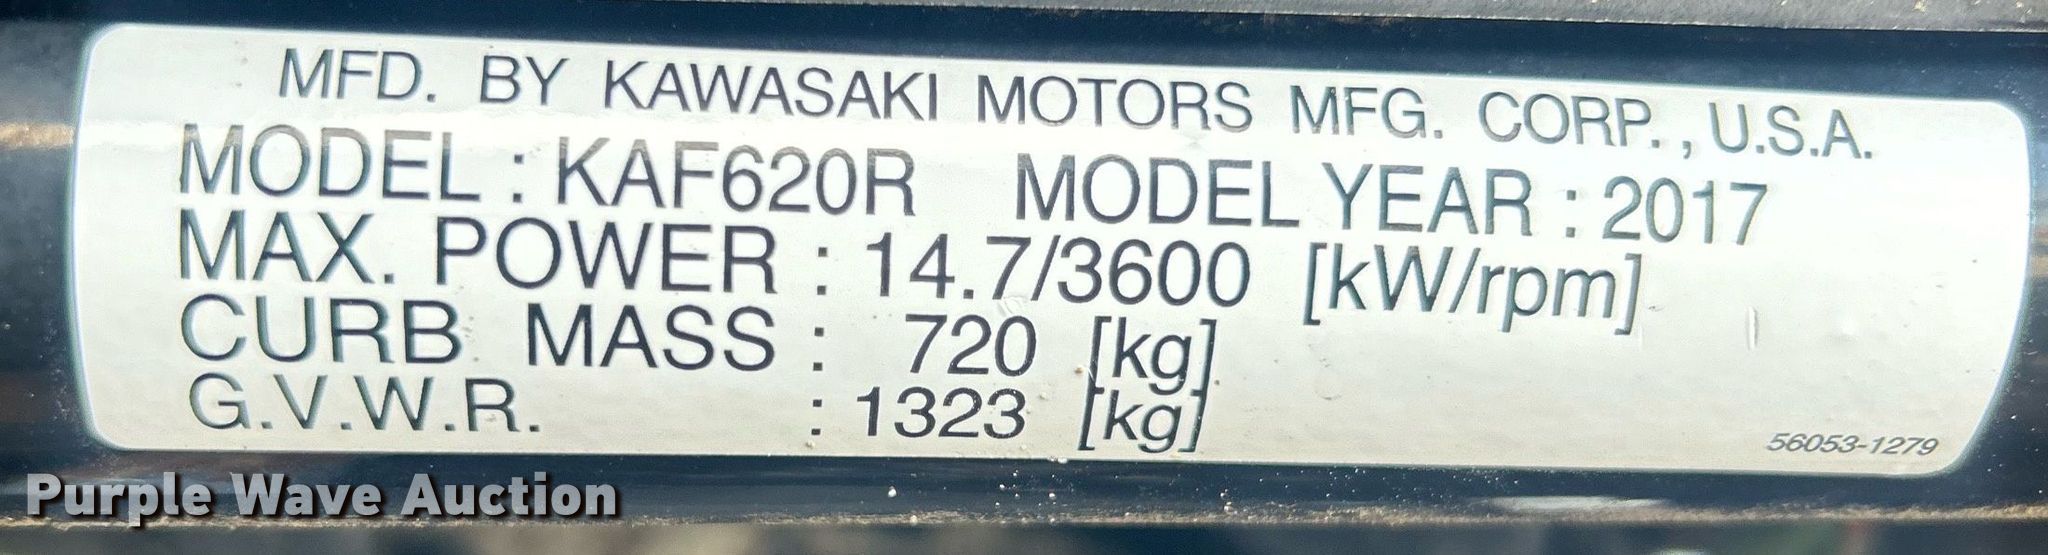 MFD. BY KAWASAKI MOTORS MFG. CORP., U.S.A.
MODEL : KAF620R MODEL YEAR : 2017
MAX. POWER : 14.7/3600 [kW/rpm]
CURB MASS : 720 [kg]
G.V.W.R. : 1323 [kg]
56053-1279
Purple Wave Auction